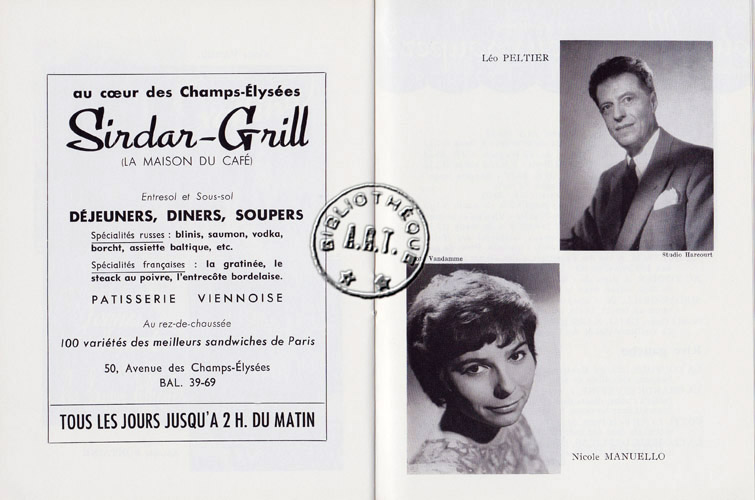 au cœur des Champs-Élysées
Sirdar-Grill
(LA MAISON DU CAFÉ)
Entresol et Sous-sol
DÉJEUNERS, DINERS, SOUPERS
Spécialités russes : blinis, saumon, vodka,
borcht, assiette baltique, etc.
Spécialités françaises : la gratinée, le
steack au poivre, l'entrecôte bordelaise.
PATISSERIE VIENNOISE
Au rez-de-chaussée
100 variétés des meilleurs sandwiches de Paris
50, Avenue des Champs-Élysées
BAL. 39-69
TOUS LES JOURS JUSQU'A 2 H. DU MATIN
BIBLIOTHÈQUE
A.R.T.
Léo PELTIER
Studio Harcourt
Vandamme
Nicole MANUELLO